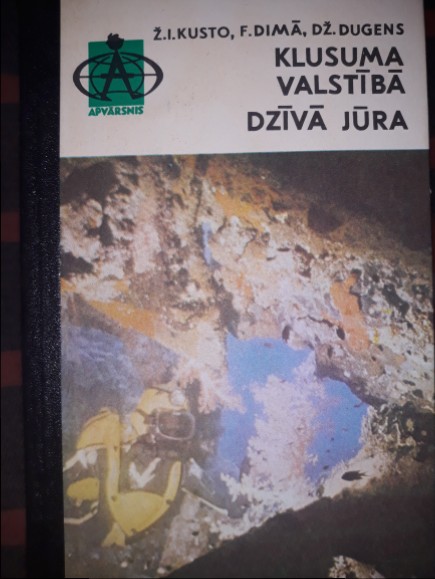 Ž.I.KUSTO, F.DIMĀ, DŽ.DUGENS
KLUSUMA
VALSTĪBĀ
DZĪVĀ JŪRA
APVĀRSNIS